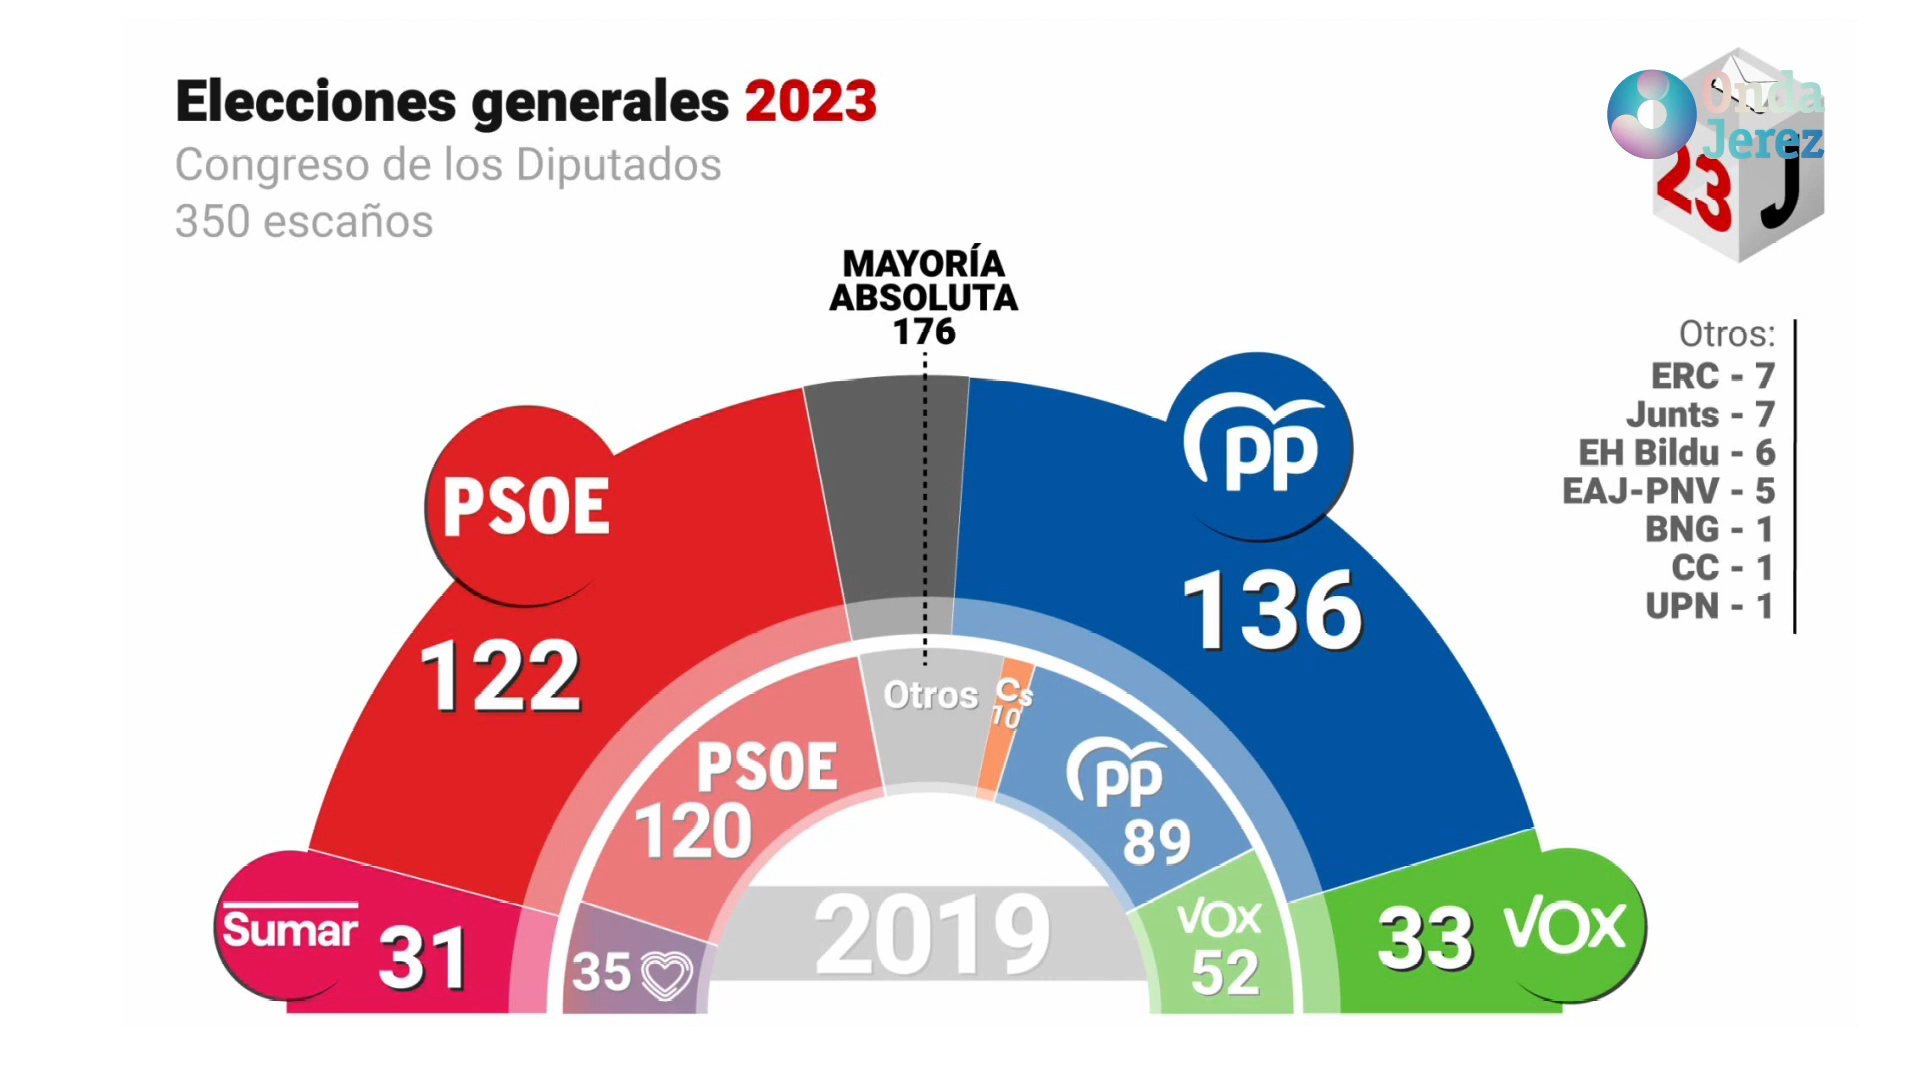 Elecciones generales 2023
Congreso de los Diputados
350 escaños
Onda
Jerez
23 J
MAYORÍA
ABSOLUTA
176
Otros:
ERC - 7
Junts - 7
EH Bildu - 6
EAJ-PNV - 5
BNG - 1
CC - 1
UPN - 1
PSOE
122
pp
136
Sumar
31
33
VOX
Otros
Cs
10
PSOE
120
pp
89
35
VOX
52
2019